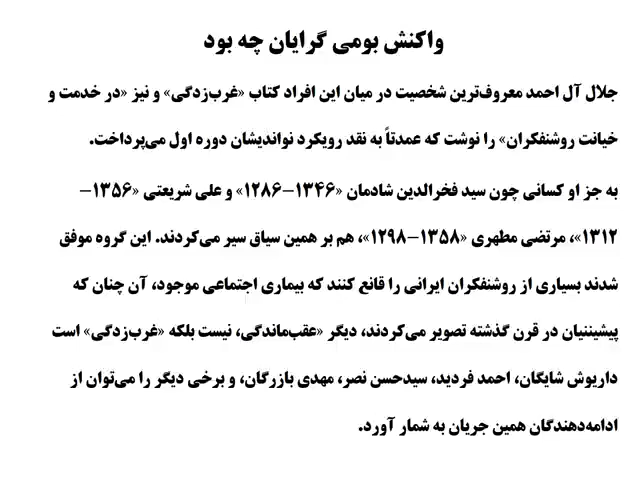 واکنش بومی گرایان چه بود
جلال آل احمد معروف‌ترین شخصیت در میان این افراد کتاب «غرب‌زدگی» و نیز «در خدمت و
خیانت روشنفکران» را نوشت که عمدتاً به نقد رویکرد نواندیشان دوره اول می‌پرداخت.
به جز او کسانی چون سید فخرالدین شادمان «۱۳۴۶–۱۲۸۶» و علی شریعتی «۱۳۵۶–
۱۳۱۲»، مرتضی مطهری «۱۳۵۸–۱۲۹۸»، هم بر همین سیاق سیر می‌کردند. این گروه موفق
شدند بسیاری از روشنفکران ایرانی را قانع کنند که بیماری اجتماعی موجود، آن چنان که
پیشینیان در قرن گذشته تصویر می‌کردند، دیگر «عقب‌ماندگی، نیست بلکه «غرب‌زدگی» است
داریوش شایگان، احمد فردید، سیدحسن نصر، مهدی بازرگان، و برخی دیگر را می‌توان از
ادامه‌دهندگان همین جریان به شمار آورد.